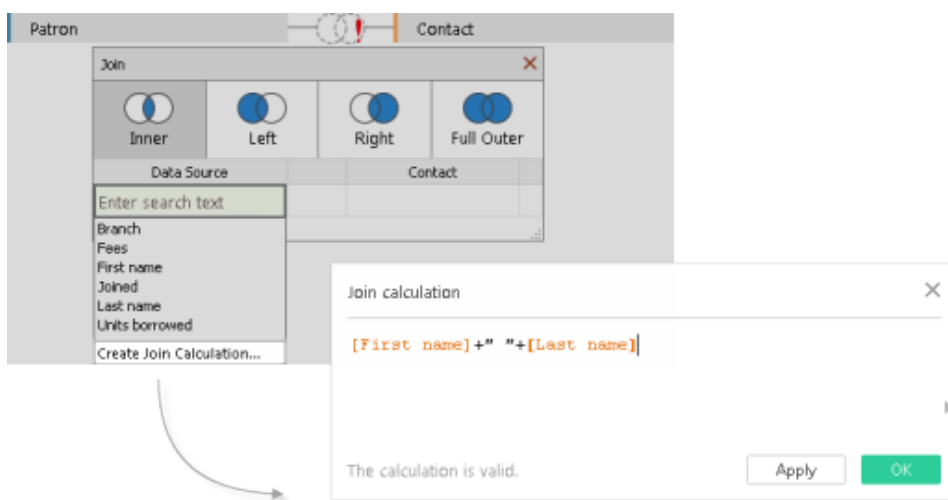 Patron Contact
Join
Inner Left Right Full Outer
Data Source Contact
Enter search text
Branch
Fees
First name
Joined
Last name
Units borrowed
Create Join Calculation...
Join calculation
[First name]+" "+[Last name]
The calculation is valid. Apply OK